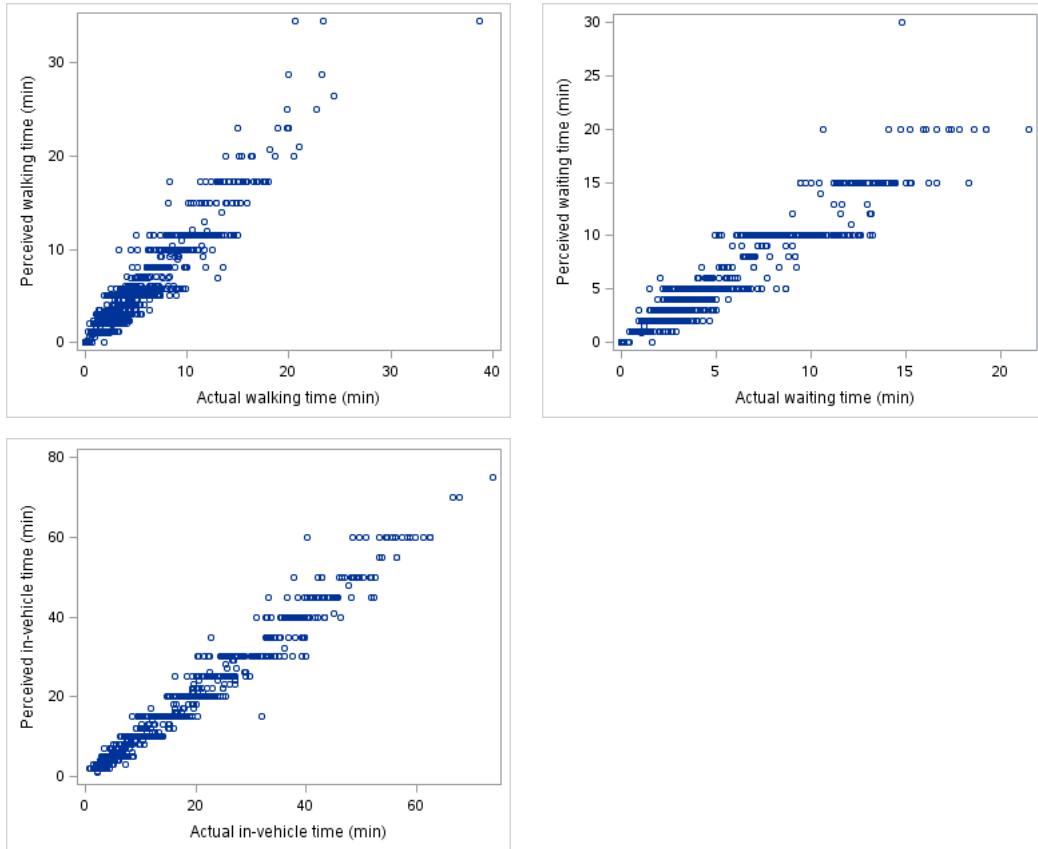 30
20
10
0
Perceived walking time (min)
0 10 20 30 40
Actual walking time (min)
30
25
20
15
10
5
0
Perceived waiting time (min)
0 5 10 15 20
Actual waiting time (min)
80
60
40
20
0
Perceived in-vehicle time (min)
0 20 40 60
Actual in-vehicle time (min)